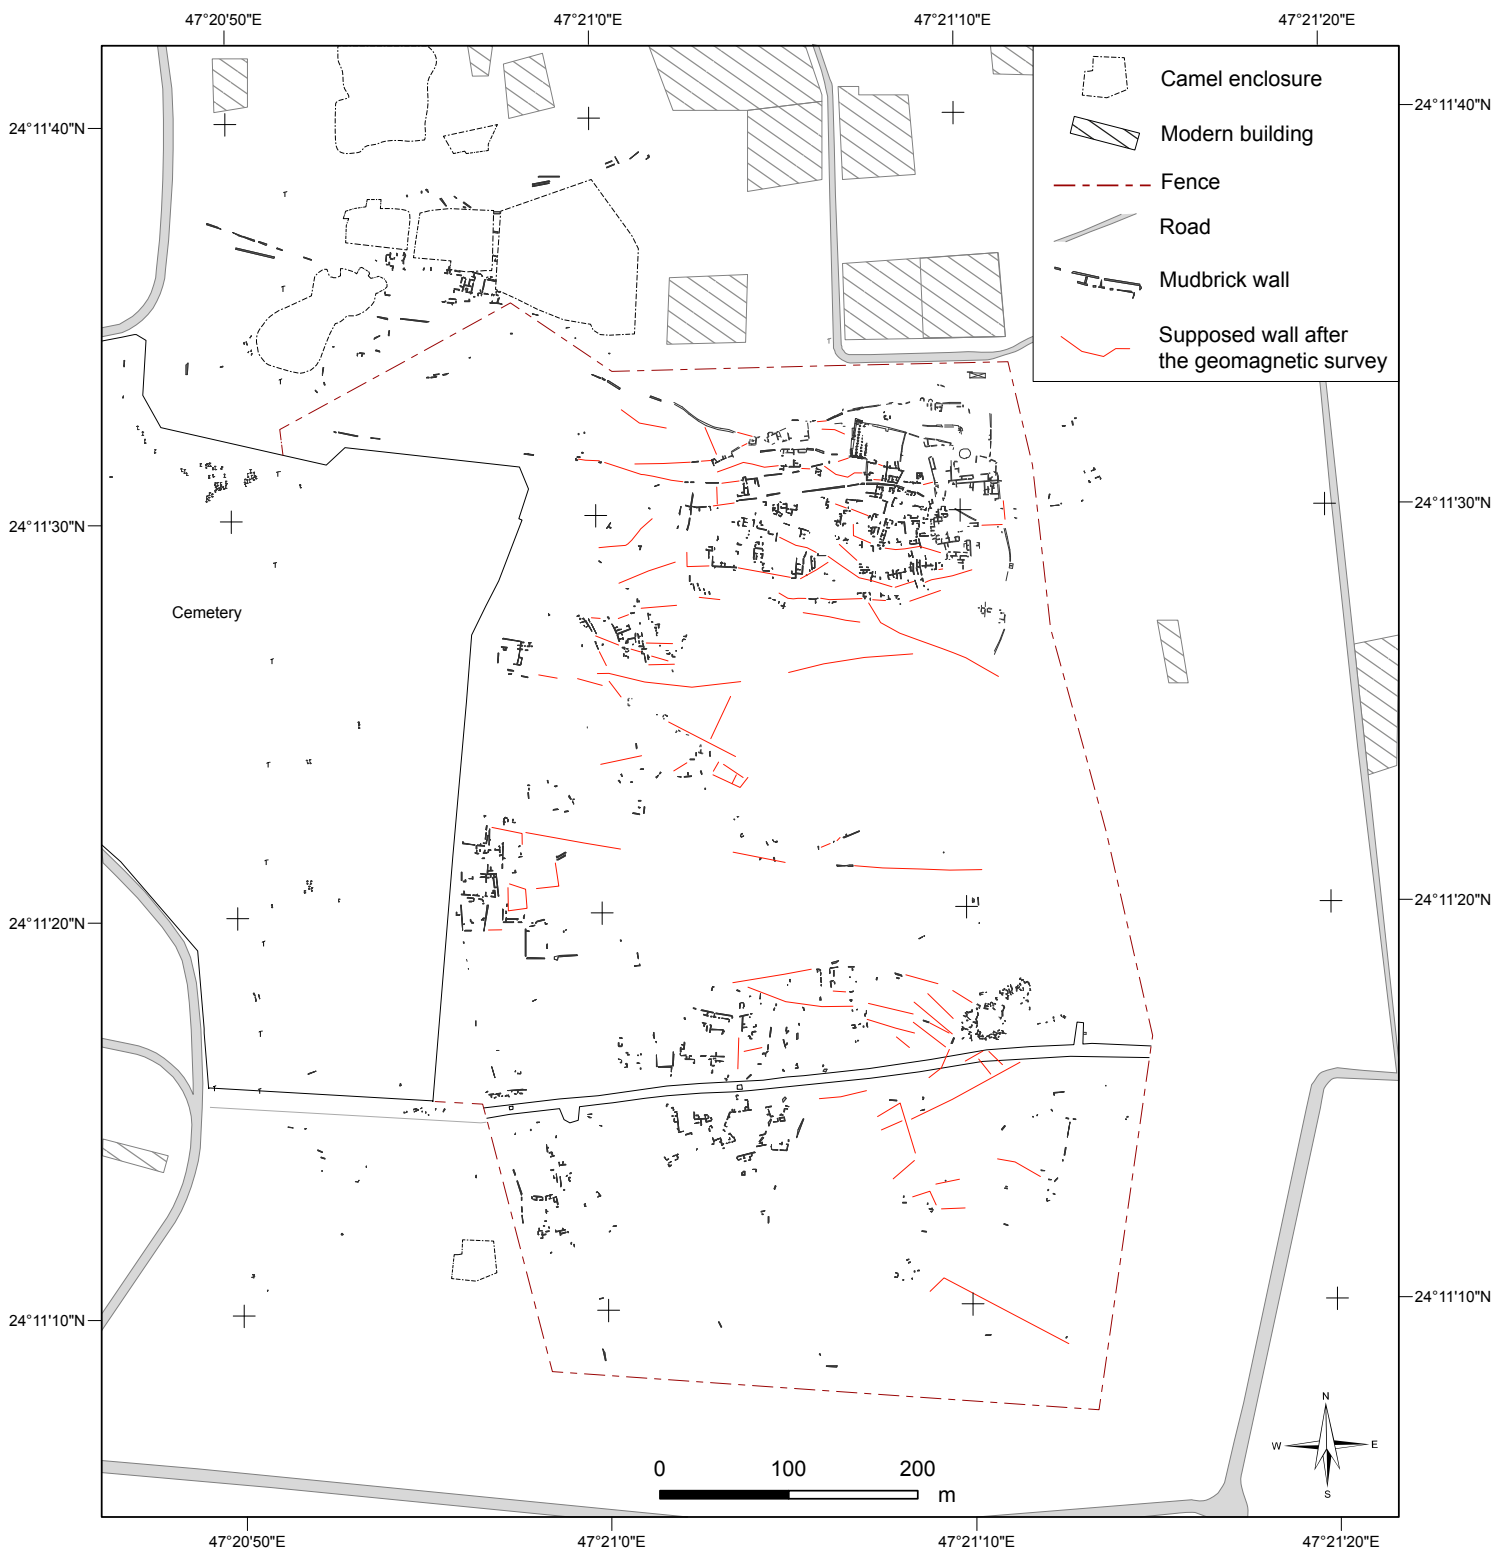 47°20'50"E
47°21'0"E
47°21'10"E
47°21'20"E
24°11'40"N
24°11'40"N
Camel enclosure
Modern building
Fence
Road
Mudbrick wall
Supposed wall after
the geomagnetic survey
24°11'30"N
24°11'30"N
Cemetery
24°11'20"N
24°11'20"N
24°11'10"N
24°11'10"N
N
W
E
S
0
100
200
m
47°20'50"E
47°21'0"E
47°21'10"E
47°21'20"E